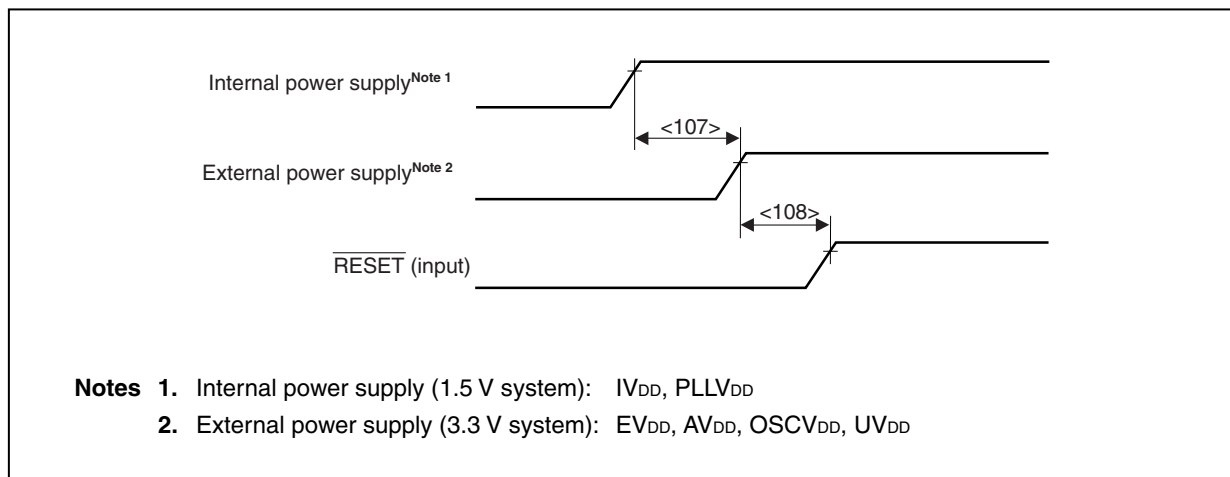 Internal power supplyNote 1
<107>
External power supplyNote 2
<108>
RESET (input)
Notes 1. Internal power supply (1.5 V system): IVDD, PLLVDD
2. External power supply (3.3 V system): EVDD, AVDD, OSCVDD, UVDD